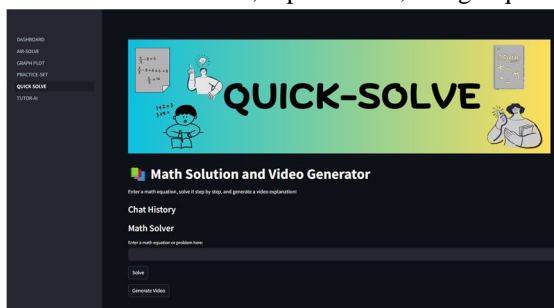 DASHBOARD
AIR-SOLVE
GRAPH PLOT
PRACTICE-SET
QUICK SOLVE
TUTOR-AI
QUICK-SOLVE
Math Solution and Video Generator
Enter a math equation, solve it step by step, and generate a video explanation!
Chat History
Math Solver
Enter a math equation or problem here:
Solve
Generate Video